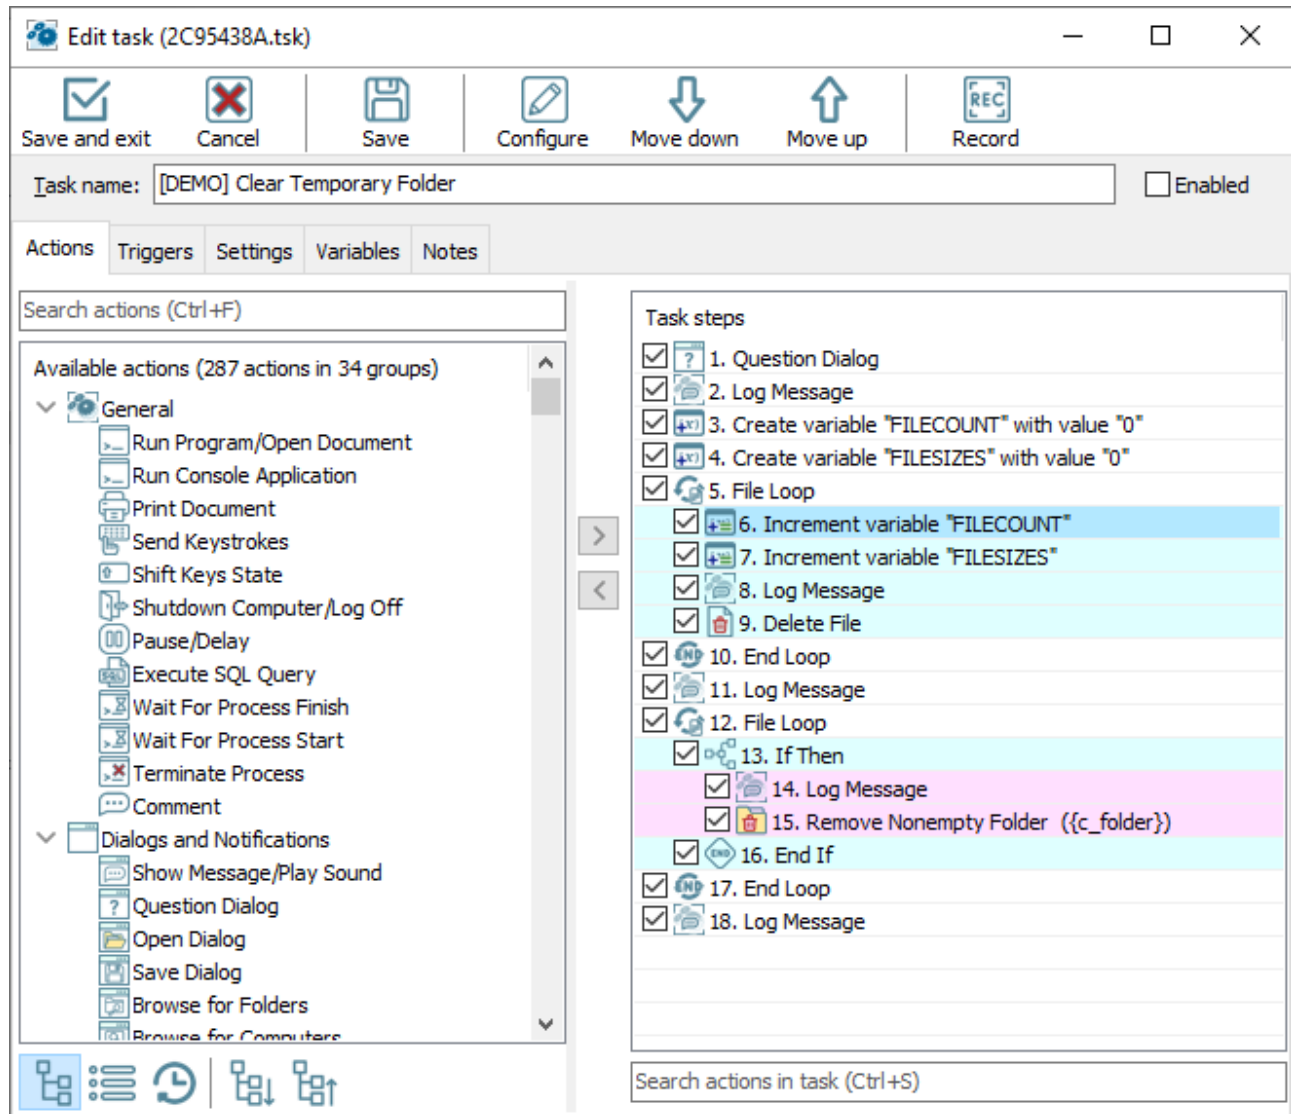 Edit task (2C95438A.tsk)
Save and exit
Cancel
Save
Configure
Move down
Move up
REC
Record
Task name:
[DEMO] Clear Temporary Folder
Enabled
Actions
Triggers
Settings
Variables
Notes
Search actions (Ctrl+F)
Available actions (287 actions in 34 groups)
General
Run Program/Open Document
Run Console Application
Print Document
Send Keystrokes
Shift Keys State
Shutdown Computer/Log Off
Pause/Delay
Execute SQL Query
Wait For Process Finish
Wait For Process Start
Terminate Process
Comment
Dialogs and Notifications
Show Message/Play Sound
Question Dialog
Open Dialog
Save Dialog
Browse for Folders
Browse for Computers
Task steps
1. Question Dialog
2. Log Message
3. Create variable "FILECOUNT" with value "0"
4. Create variable "FILESIZES" with value "0"
5. File Loop
6. Increment variable "FILECOUNT"
7. Increment variable "FILESIZES"
8. Log Message
9. Delete File
10. End Loop
11. Log Message
12. File Loop
13. If Then
14. Log Message
15. Remove Nonempty Folder ({c_folder})
16. End If
17. End Loop
18. Log Message
Search actions in task (Ctrl+S)